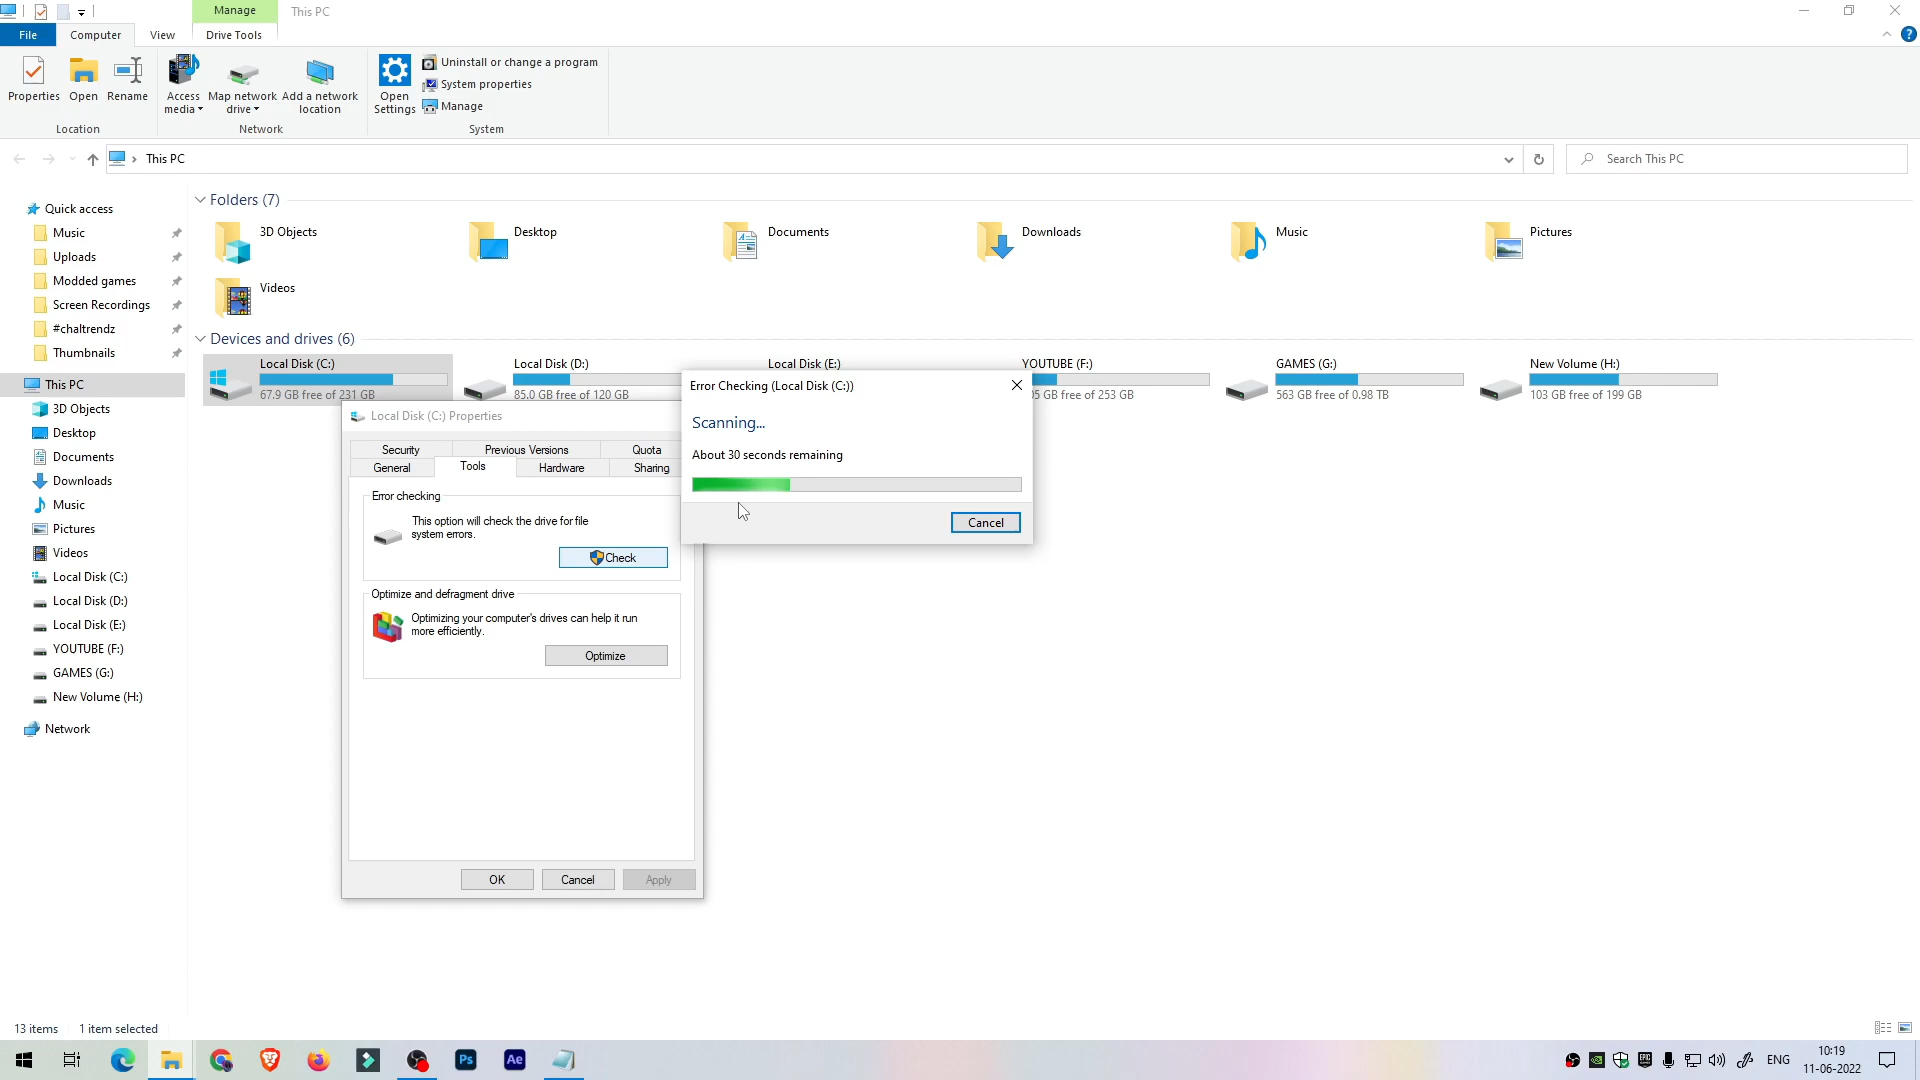 Manage
This PC
File
Computer
View
Drive Tools
Properties
Open
Rename
Access media
Map network drive
Add a network location
Open Settings
Uninstall or change a program
System properties
Manage
Location
Network
System
This PC
Search This PC
Quick access
Music
Uploads
Modded games
Screen Recordings
#chaltrendz
Thumbnails
This PC
3D Objects
Desktop
Documents
Downloads
Music
Pictures
Videos
Local Disk (C:)
Local Disk (D:)
Local Disk (E:)
YOUTUBE (F:)
GAMES (G:)
New Volume (H:)
Network
Folders (7)
3D Objects
Desktop
Documents
Downloads
Music
Pictures
Videos
Devices and drives (6)
Local Disk (C:)
67.9 GB free of 231 GB
Local Disk (D:)
85.0 GB free of 120 GB
Local Disk (E:)
YOUTUBE (F:)
GB free of 253 GB
GAMES (G:)
563 GB free of 0.98 TB
New Volume (H:)
103 GB free of 199 GB
Local Disk (C:) Properties
Security
Previous Versions
Quota
General
Tools
Hardware
Sharing
Error checking
This option will check the drive for file
system errors.
Check
Optimize and defragment drive
Optimizing your computer's drives can help it run
more efficiently.
Optimize
OK
Cancel
Apply
Error Checking (Local Disk (C:))
Scanning...
About 30 seconds remaining
Cancel
13 items
1 item selected
Ps
Ae
ENG
10:19
11-06-2022